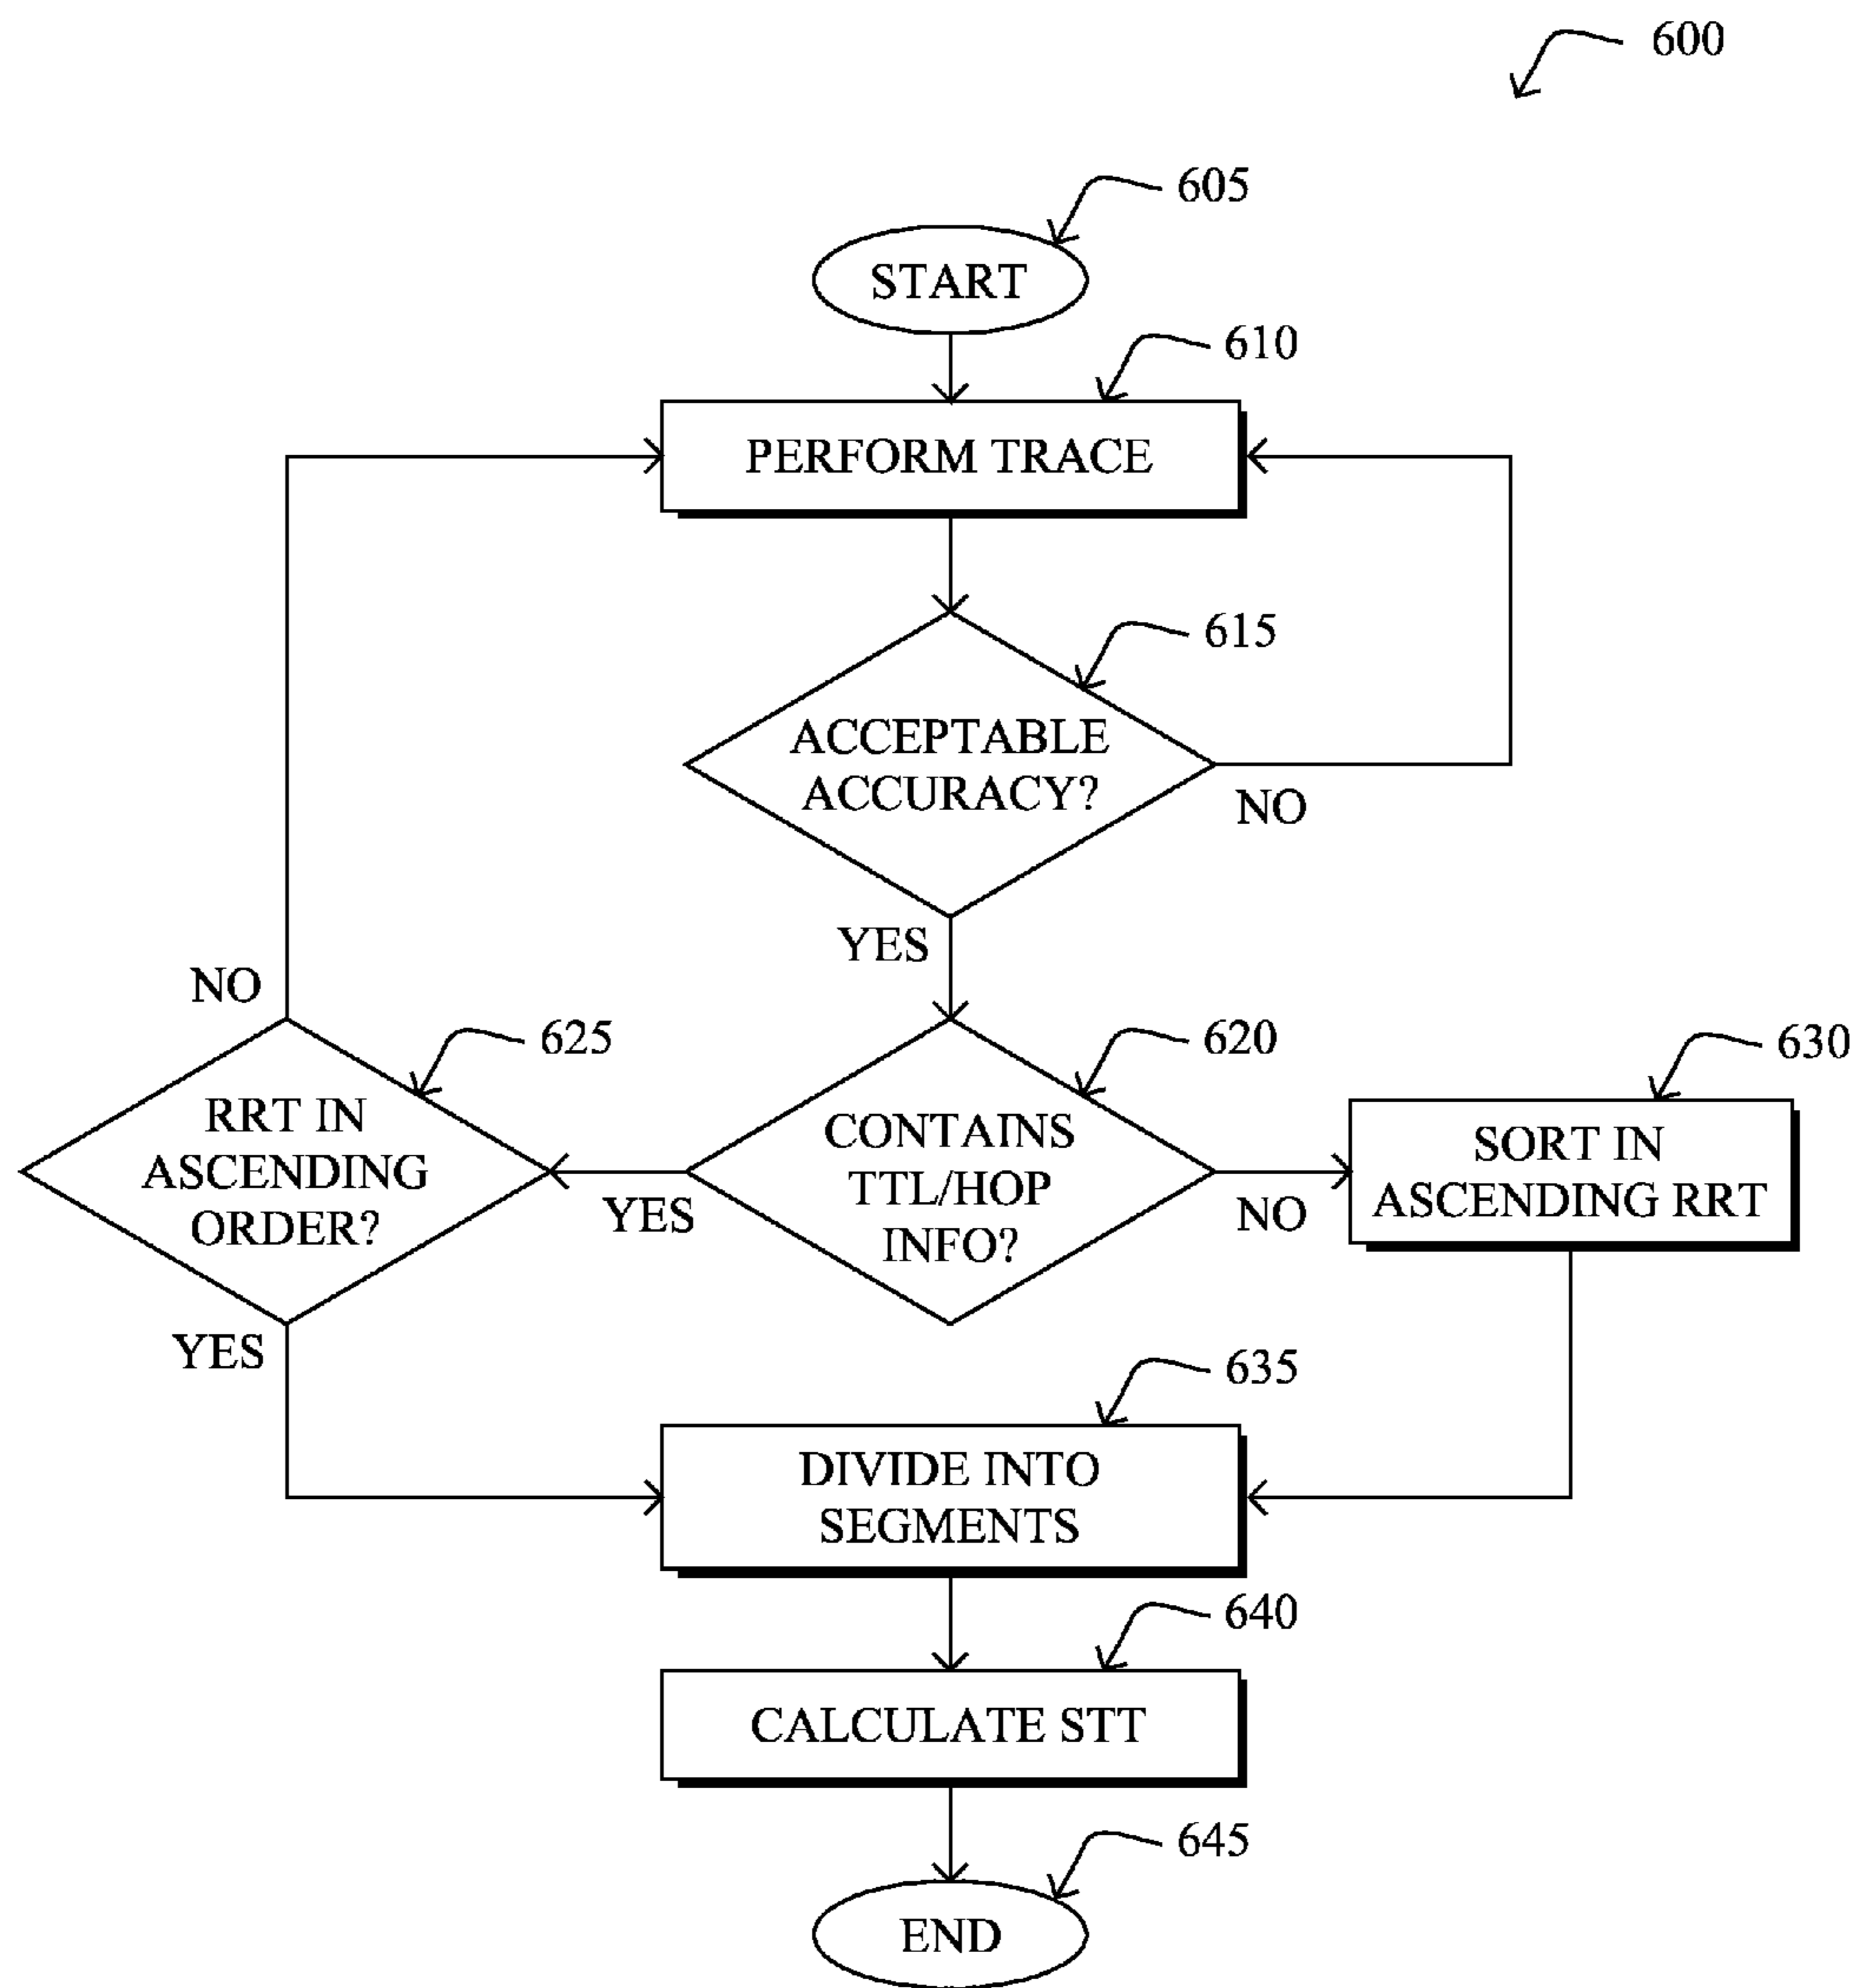 600
605
START
610
PERFORM TRACE
615
ACCEPTABLE
ACCURACY?
NO
YES
NO
625
620
630
RRT IN
ASCENDING
ORDER?
YES
CONTAINS
TTL/HOP
INFO?
NO
SORT IN
ASCENDING RRT
YES
635
DIVIDE INTO
SEGMENTS
640
CALCULATE STT
645
END